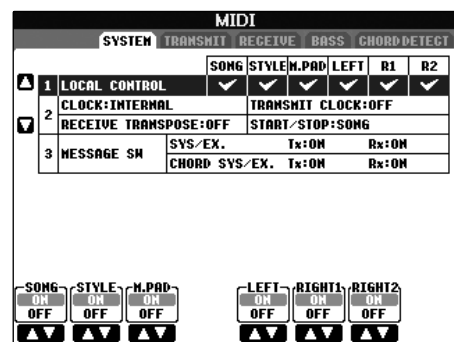 MIDI
SYSTEM TRANSMIT RECEIVE BASS CHORD DETECT
SONG STYLE M.PAD LEFT R1 R2
1 LOCAL CONTROL
2 CLOCK:INTERNAL TRANSMIT CLOCK:OFF
RECEIVE TRANSPOSE:OFF START/STOP:SONG
3 MESSAGE SW SYS/EX. Tx:ON Rx:ON
CHORD SYS/EX. Tx:ON Rx:ON
SONG STYLE M.PAD LEFT RIGHT1 RIGHT2
ON ON ON ON ON ON
OFF OFF OFF OFF OFF OFF